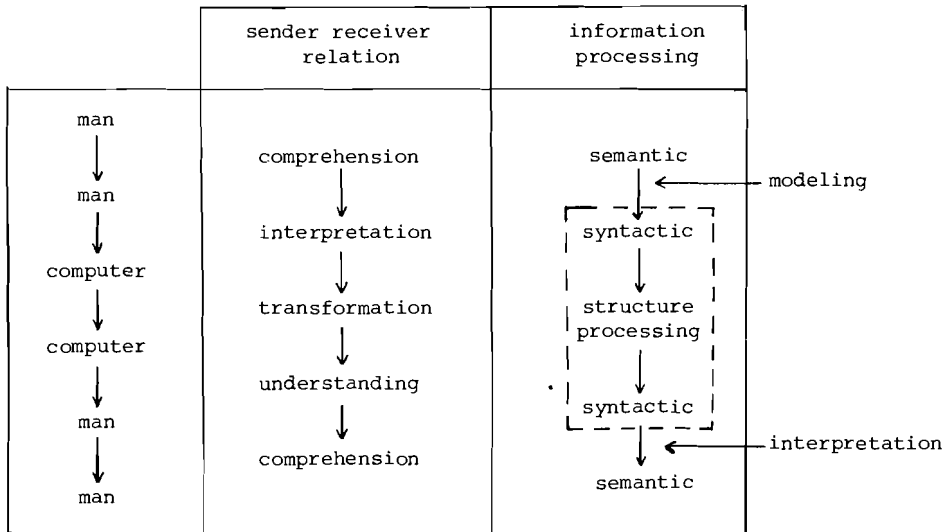 sender receiver
relation
information
processing
man
man
computer
computer
man
man
comprehension
interpretation
transformation
understanding
comprehension
semantic
syntactic
structure
processing
syntactic
semantic
modeling
interpretation